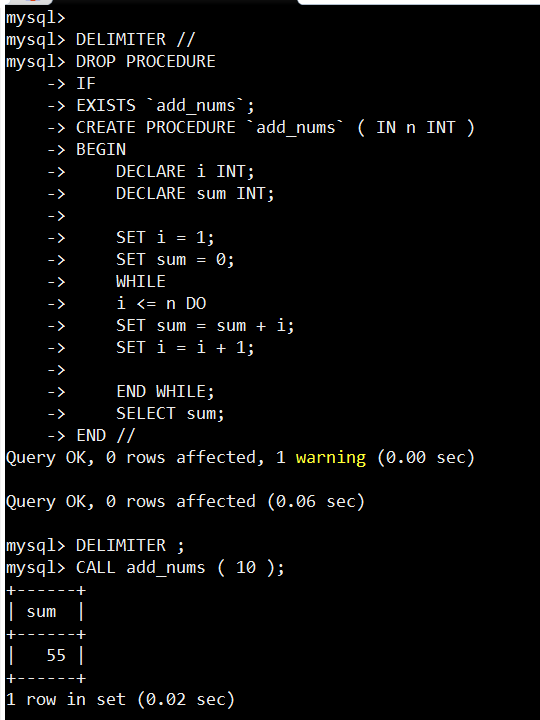 mysql>
mysql> DELIMITER //
mysql> DROP PROCEDURE
    -> IF
    -> EXISTS `add_nums`;
    -> CREATE PROCEDURE `add_nums` ( IN n INT )
    -> BEGIN
    ->     DECLARE i INT;
    ->     DECLARE sum INT;
    ->
    ->     SET i = 1;
    ->     SET sum = 0;
    ->     WHILE
    ->     i <= n DO
    ->     SET sum = sum + i;
    ->     SET i = i + 1;
    ->
    ->     END WHILE;
    ->     SELECT sum;
    -> END //
Query OK, 0 rows affected, 1 warning (0.00 sec)

Query OK, 0 rows affected (0.06 sec)

mysql> DELIMITER ;
mysql> CALL add_nums ( 10 );
+------+
| sum  |
+------+
|   55 |
+------+
1 row in set (0.02 sec)